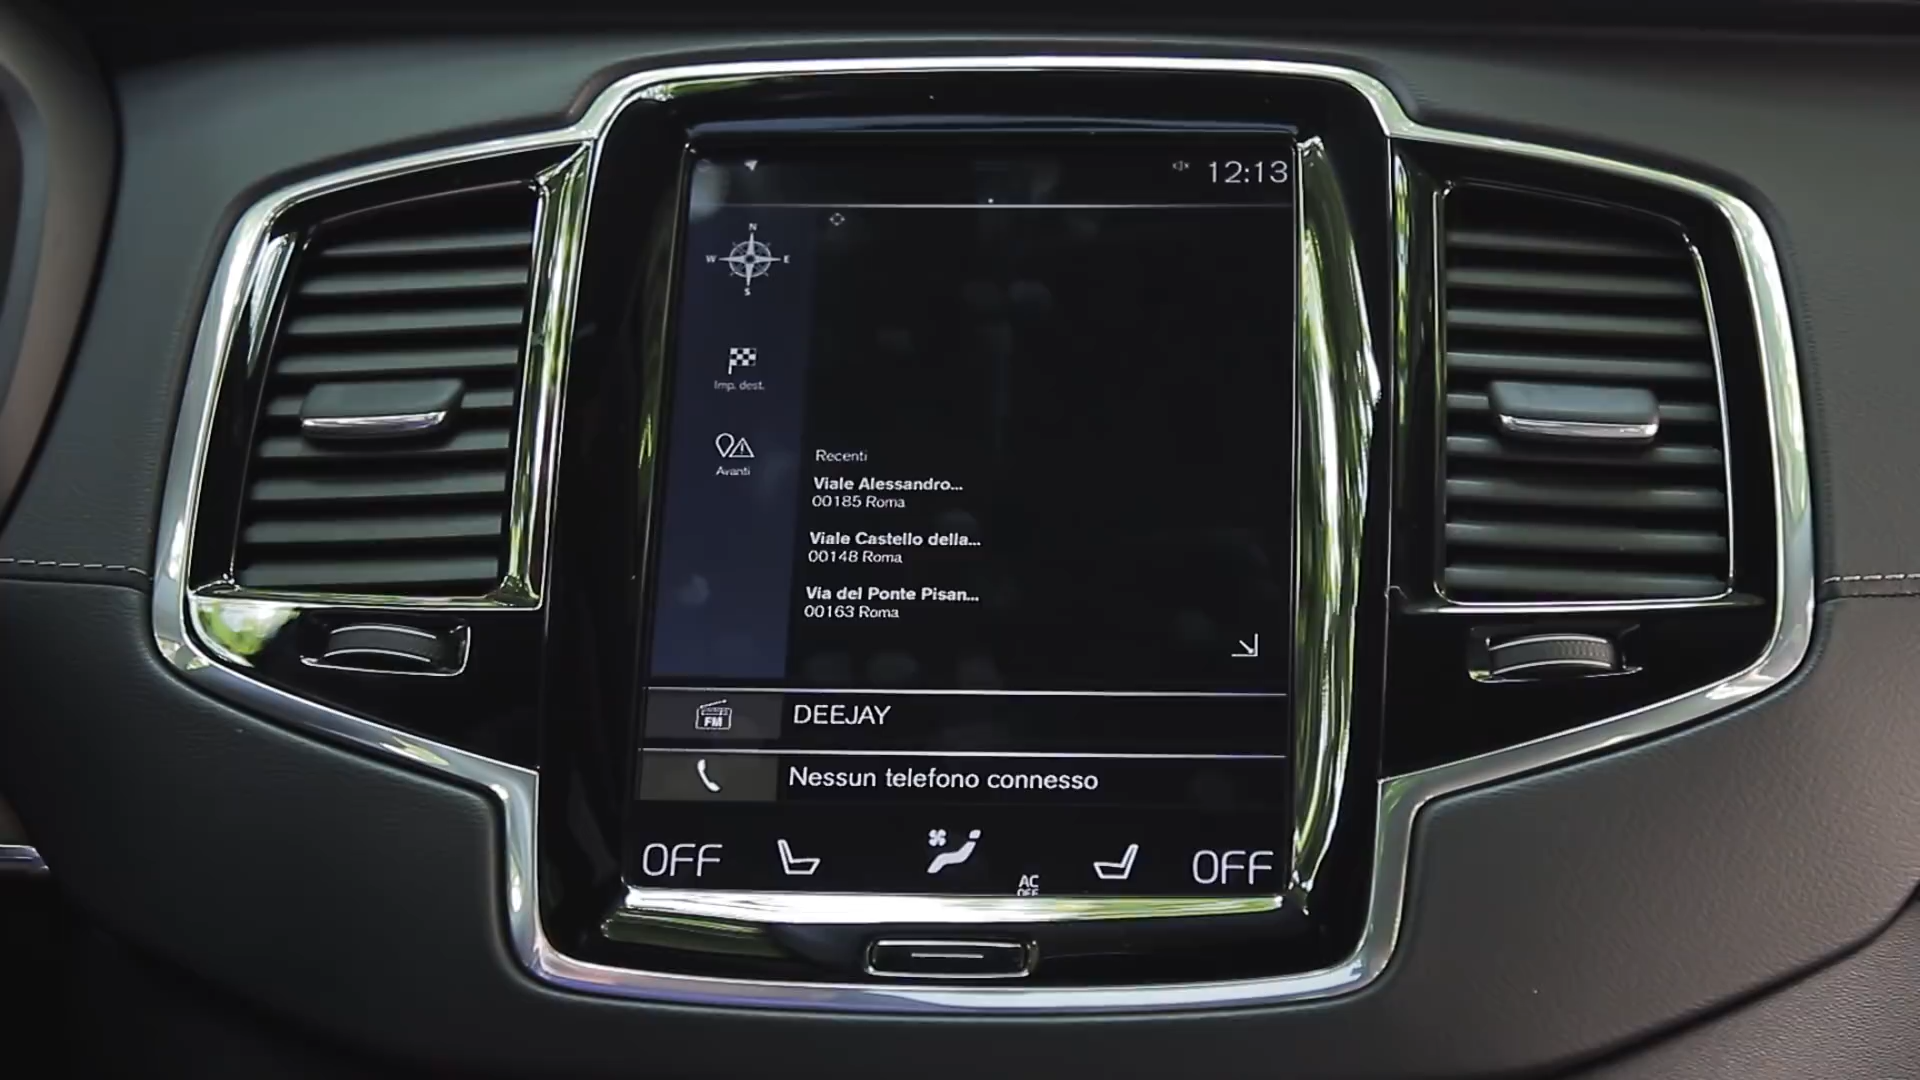 12:13
N
W E
S
Imp. dest.
Avanti
Recenti
Viale Alessandro...
00185 Roma
Viale Castello della...
00148 Roma
Via del Ponte Pisan...
00163 Roma
FM
DEEJAY
Nessun telefono connesso
OFF
AC
OFF
OFF